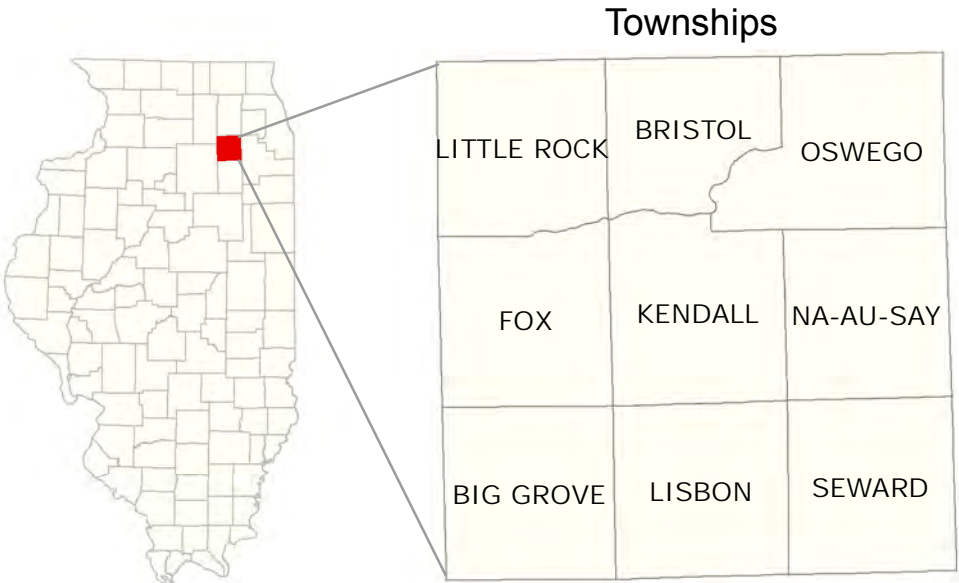 Townships
LITTLE ROCK
BRISTOL
OSWEGO
FOX
KENDALL
NA-AU-SAY
BIG GROVE
LISBON
SEWARD